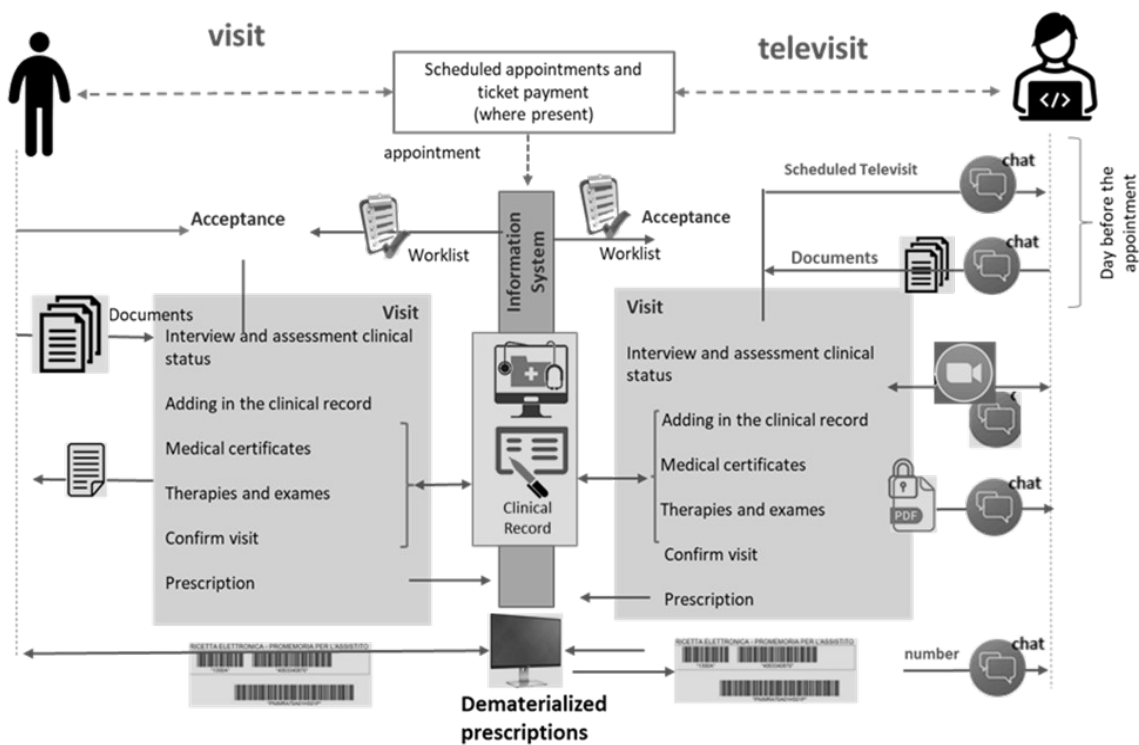 visit
televisit
Scheduled appointments and
ticket payment
(where present)
appointment
chat
Scheduled Televisit
Acceptance
Worklist
Information
System
Acceptance
Worklist
chat
Documents
Day before the
appointment
Documents
Visit
Interview and assessment clinical
status
Adding in the clinical record
Medical certificates
Therapies and exames
Confirm visit
Prescription
Clinical
Record
Visit
Interview and assessment clinical
status
Adding in the clinical record
Medical certificates
Therapies and exames
Confirm visit
Prescription
PDF
chat
RICETTA ELETTRONICA - PROMEMORIA PER L'ASSISTITO
RICETTA ELETTRONICA - PROMEMORIA PER L'ASSISTITO
number
chat
Dematerialized
prescriptions